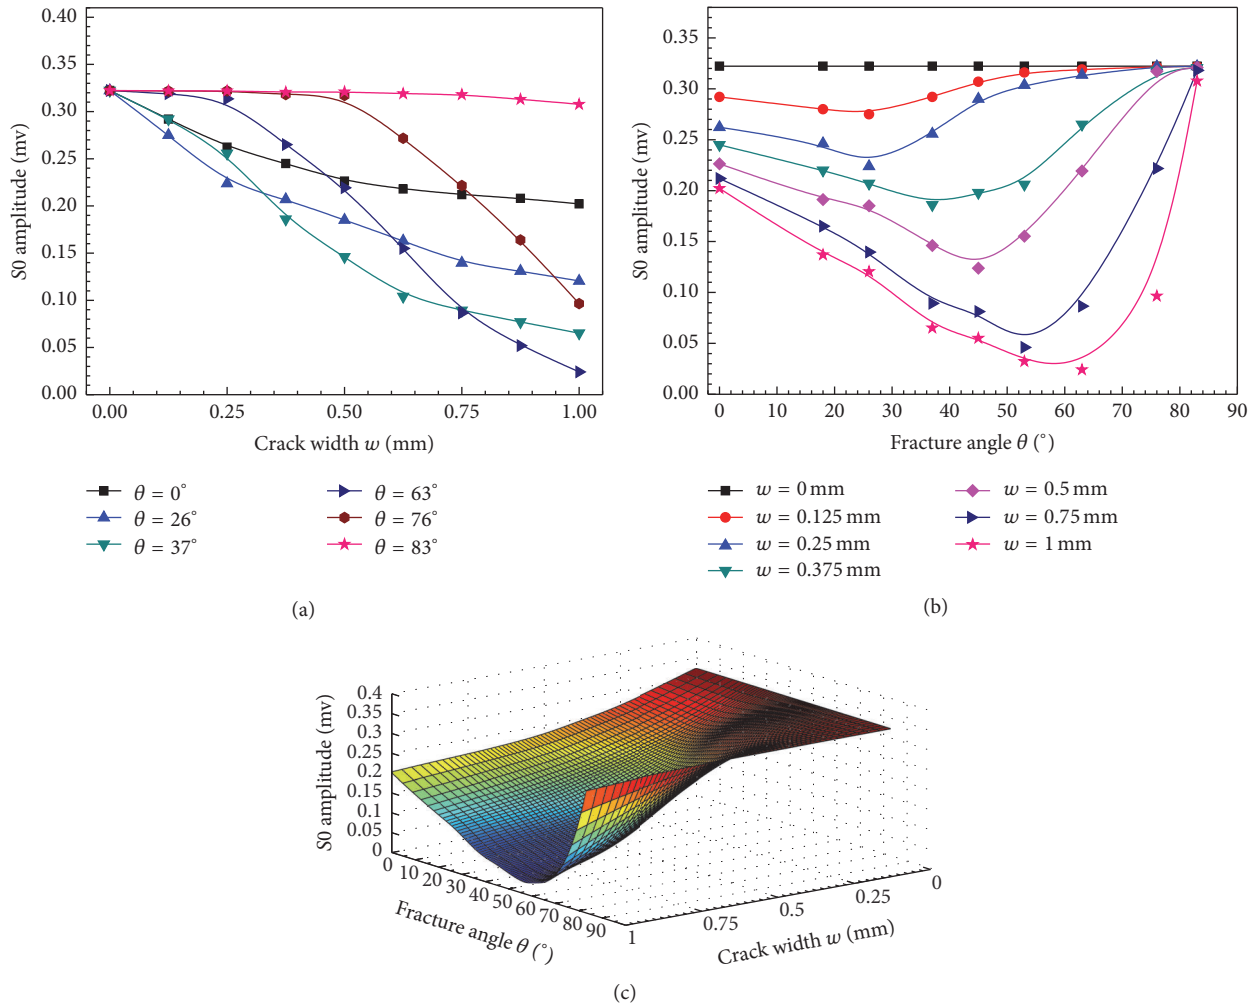 0.40
0.35
0.30
0.25
0.20
0.15
0.10
0.05
0.00
S0 amplitude (mv)
0.00 0.25 0.50 0.75 1.00
Crack width w (mm)
θ = 0°
θ = 26°
θ = 37°
θ = 63°
θ = 76°
θ = 83°
(a)
0.35
0.30
0.25
0.20
0.15
0.10
0.05
0.00
S0 amplitude (mv)
0 10 20 30 40 50 60 70 80 90
Fracture angle θ (°)
w = 0 mm
w = 0.125 mm
w = 0.25 mm
w = 0.375 mm
w = 0.5 mm
w = 0.75 mm
w = 1 mm
(b)
0.4
0.35
0.3
0.25
0.2
0.15
0.1
0.05
0
S0 amplitude (mv)
0 10 20 30 40 50 60 70 80 90
Fracture angle θ (°)
1 0.75 0.5 0.25 0
Crack width w (mm)
(c)